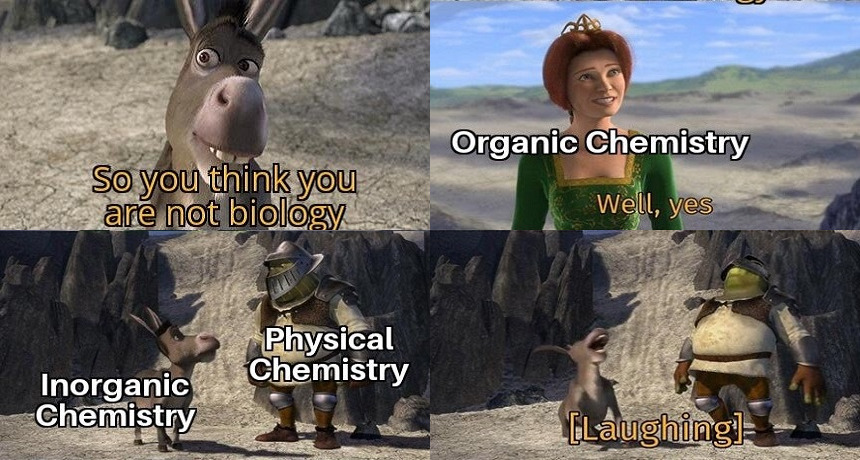 So you think you
are not biology
Organic Chemistry
Well, yes
Inorganic
Chemistry
Physical
Chemistry
[Laughing]